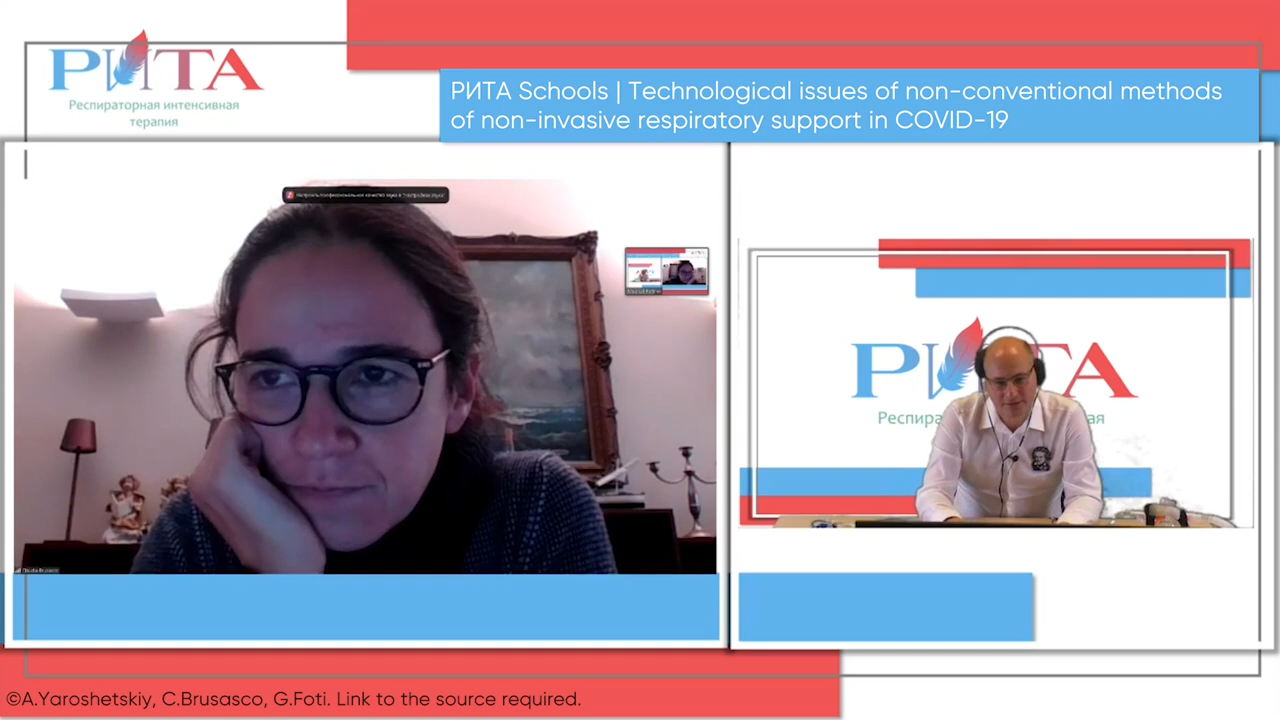 РИТА
Респираторная интенсивная
терапия
РИТА Schools | Technological issues of non-conventional methods
of non-invasive respiratory support in COVID-19
РИТА
©A.Yaroshetskiy, C.Brusasco, G.Foti. Link to the source required.